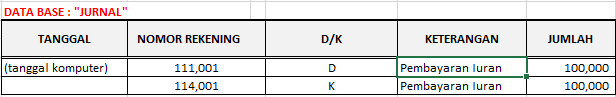 DATA BASE : "JURNAL"
TANGGAL NOMOR REKENING D/K KETERANGAN JUMLAH
(tanggal komputer) 111,001 D Pembayaran Iuran 100,000
114,001 K Pembayaran Iuran 100,000